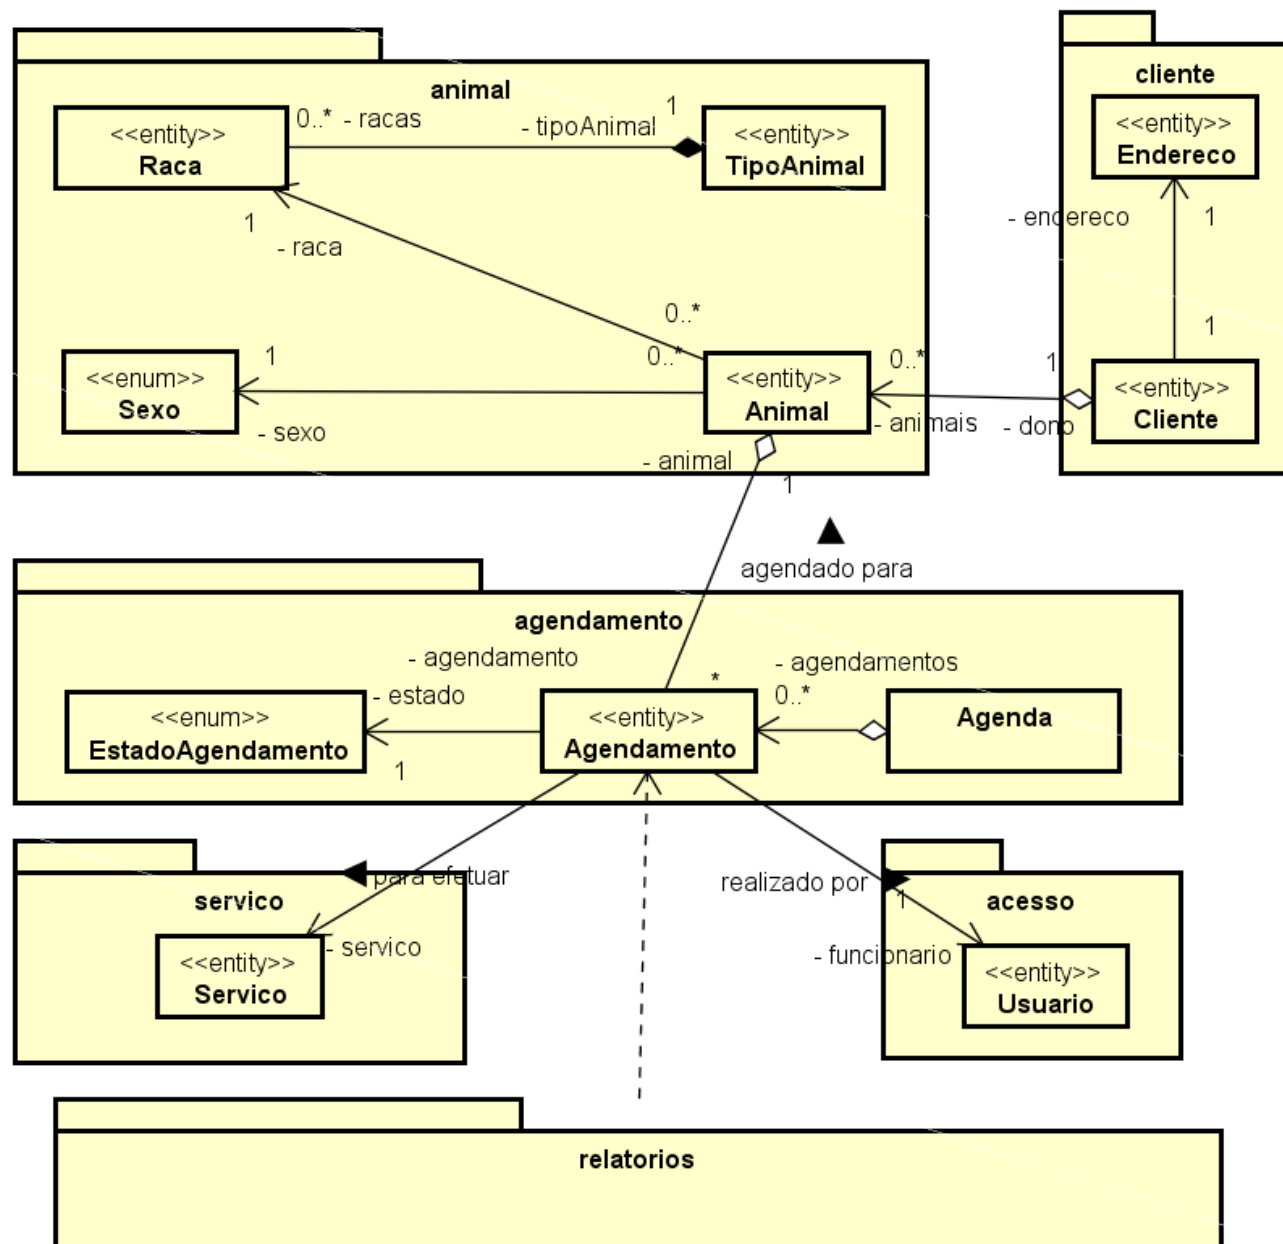 animal
cliente
<<entity>>
Raca
0..*
- racas
- tipoAnimal
1
<<entity>>
TipoAnimal
<<entity>>
Endereco
1
- raca
- endereco
1
0..*
1
<<enum>>
Sexo
1
- sexo
0..*
<<entity>>
Animal
0..*
- animais
1
- dono
<<entity>>
Cliente
- animal
1
agendado para
agendamento
- agendamento
- agendamentos
- estado
*
0..*
<<enum>>
EstadoAgendamento
1
<<entity>>
Agendamento
Agenda
para efetuar
realizado por
1
servico
acesso
- servico
- funcionario
<<entity>>
Servico
<<entity>>
Usuario
relatorios